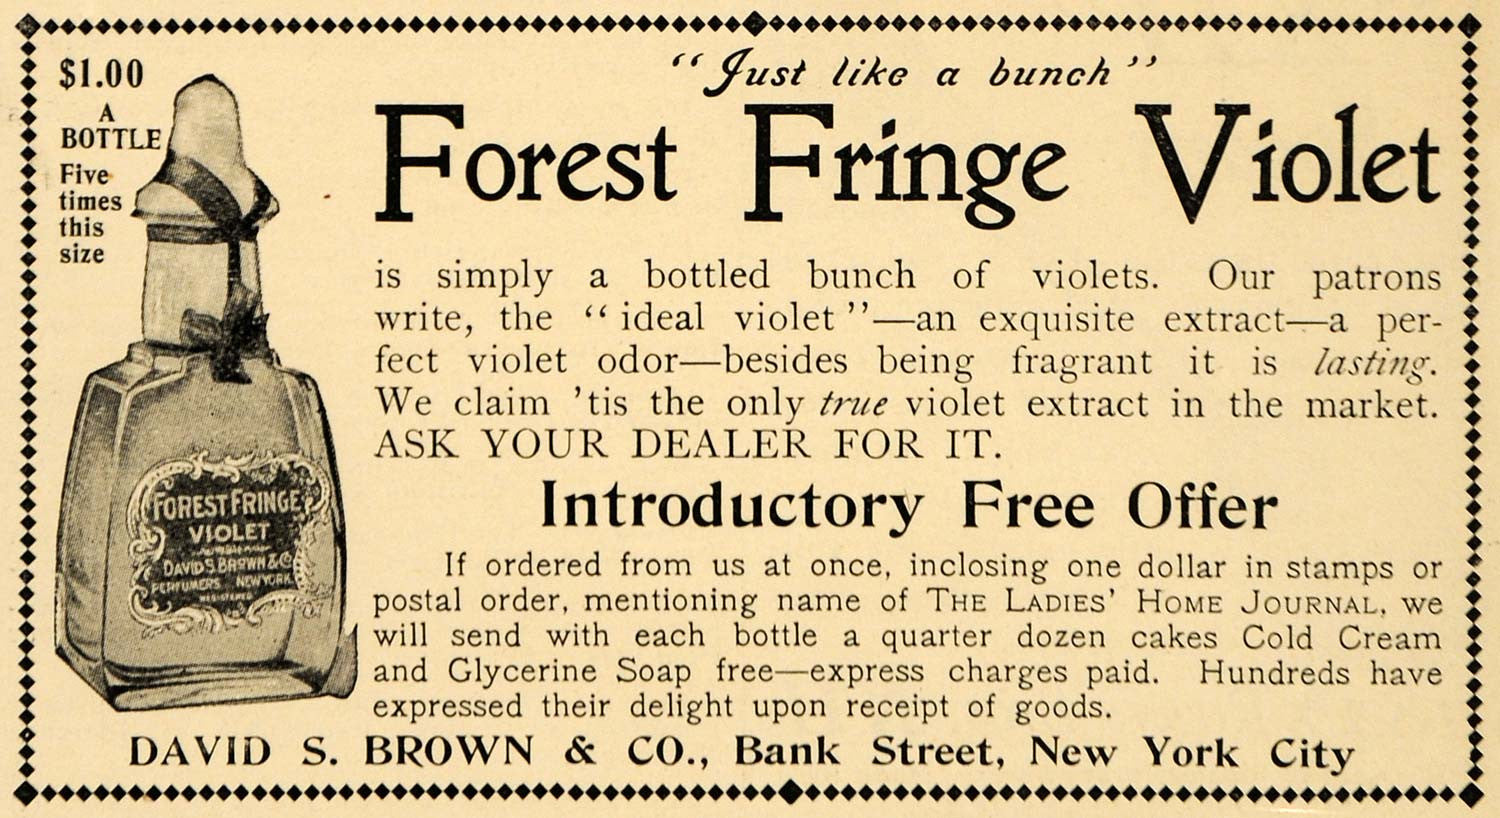 $1.00
A
BOTTLE
Five
times
this
size
"Just like a bunch"
Forest Fringe Violet
is simply a bottled bunch of violets. Our patrons
write, the "ideal violet"—an exquisite extract—a per-
fect violet odor—besides being fragrant it is lasting.
We claim 'tis the only true violet extract in the market.
ASK YOUR DEALER FOR IT.
Introductory Free Offer
If ordered from us at once, inclosing one dollar in stamps or
postal order, mentioning name of THE LADIES' HOME JOURNAL, we
will send with each bottle a quarter dozen cakes Cold Cream
and Glycerine Soap free—express charges paid. Hundreds have
expressed their delight upon receipt of goods.
FOREST FRINGE
VIOLET
DAVID S. BROWN & CO
PERFUMERS NEW YORK
DAVID S. BROWN & CO., Bank Street, New York City